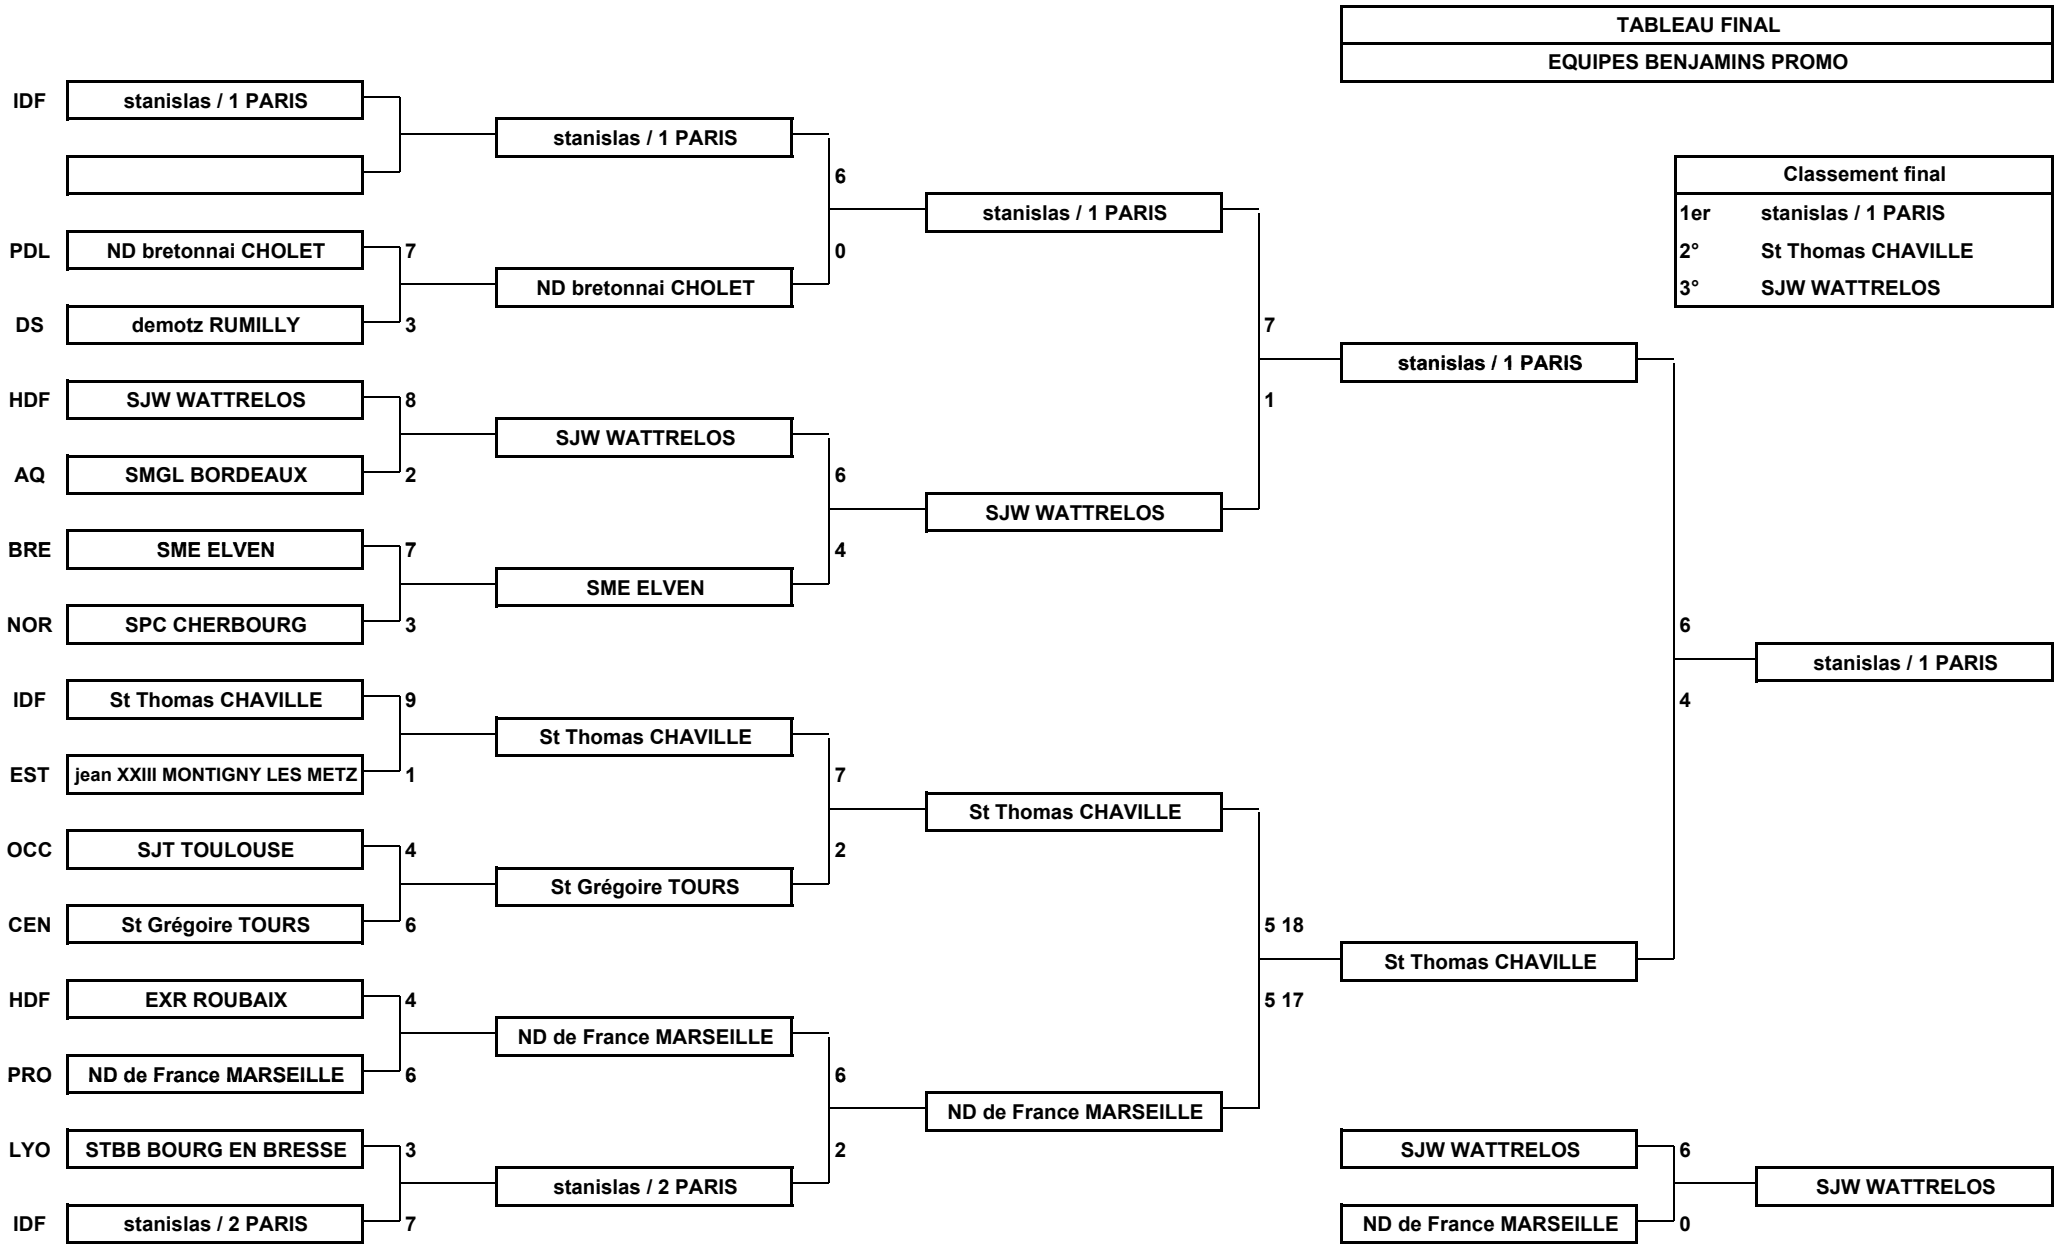 TABLEAU FINAL
EQUIPES BENJAMINS PROMO
IDF stanislas / 1 PARIS
stanislas / 1 PARIS
6
Classement final
stanislas / 1 PARIS
1er stanislas / 1 PARIS
PDL ND bretonnai CHOLET 7
0
2° St Thomas CHAVILLE
ND bretonnai CHOLET
3° SJW WATTRELOS
DS demotz RUMILLY 3
7
stanislas / 1 PARIS
HDF SJW WATTRELOS 8
1
SJW WATTRELOS
AQ SMGL BORDEAUX 2
6
SJW WATTRELOS
BRE SME ELVEN 7
4
SME ELVEN
NOR SPC CHERBOURG 3
6
stanislas / 1 PARIS
IDF St Thomas CHAVILLE 9
4
St Thomas CHAVILLE
EST jean XXIII MONTIGNY LES METZ 1
7
St Thomas CHAVILLE
OCC SJT TOULOUSE 4
2
St Grégoire TOURS
CEN St Grégoire TOURS 6
5 18
St Thomas CHAVILLE
HDF EXR ROUBAIX 4
5 17
ND de France MARSEILLE
PRO ND de France MARSEILLE 6
6
ND de France MARSEILLE
LYO STBB BOURG EN BRESSE 3
2
SJW WATTRELOS 6
stanislas / 2 PARIS
SJW WATTRELOS
IDF stanislas / 2 PARIS 7
ND de France MARSEILLE 0